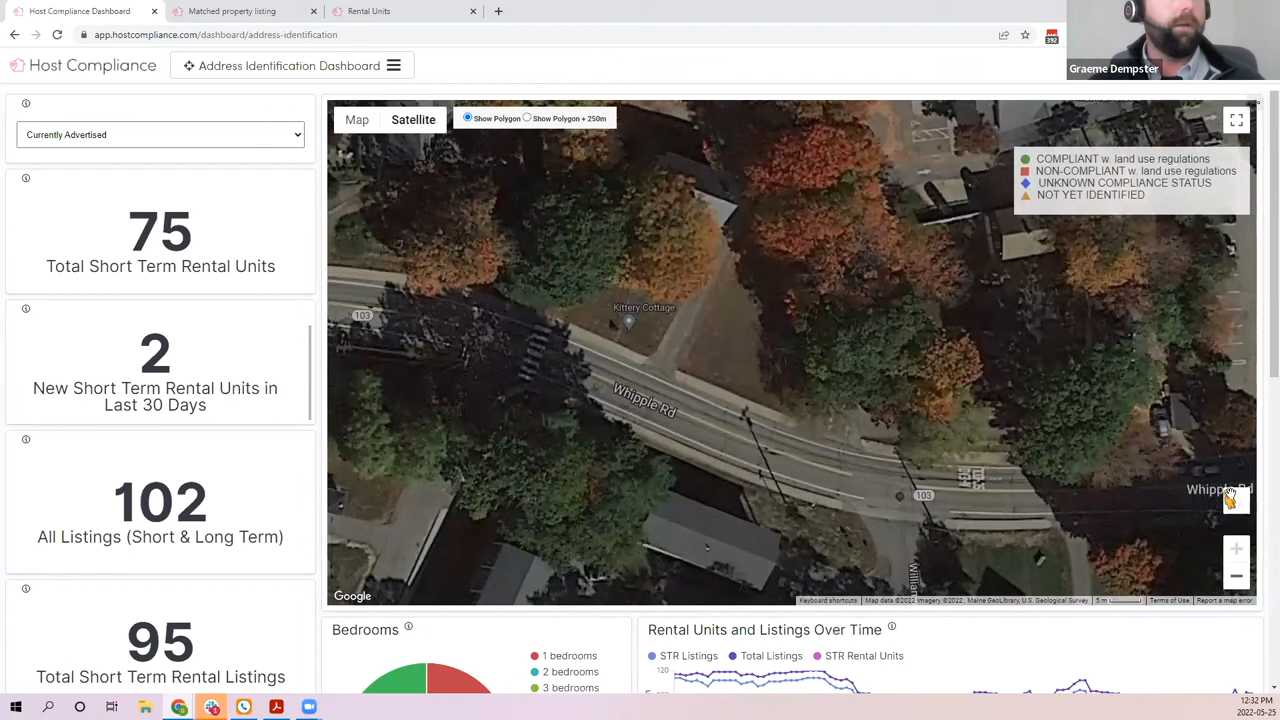 Host Compliance Dashboard
Matched property listing
Rental Units
app.hostcompliance.com/dashboard/address-identification
392
Graeme Dempster
Host Compliance
Address Identification Dashboard
Currently Advertised
75
Total Short Term Rental Units
2
New Short Term Rental Units in
Last 30 Days
102
All Listings (Short & Long Term)
95
Total Short Term Rental Listings
Map
Satellite
Show Polygon
Show Polygon + 250m
COMPLIANT w. land use regulations
NON-COMPLIANT w. land use regulations
UNKNOWN COMPLIANCE STATUS
NOT YET IDENTIFIED
Kittery Cottage
103
Whipple Rd
103
Google
Keyboard shortcuts
Map data ©2022 Imagery ©2022 , Maine GeoLibrary, U.S. Geological Survey
5 m
Terms of Use
Report a map error
Bedrooms
1 bedrooms
2 bedrooms
3 bedrooms
Rental Units and Listings Over Time
STR Listings
Total Listings
STR Rental Units
120
12:32 PM
2022-05-25